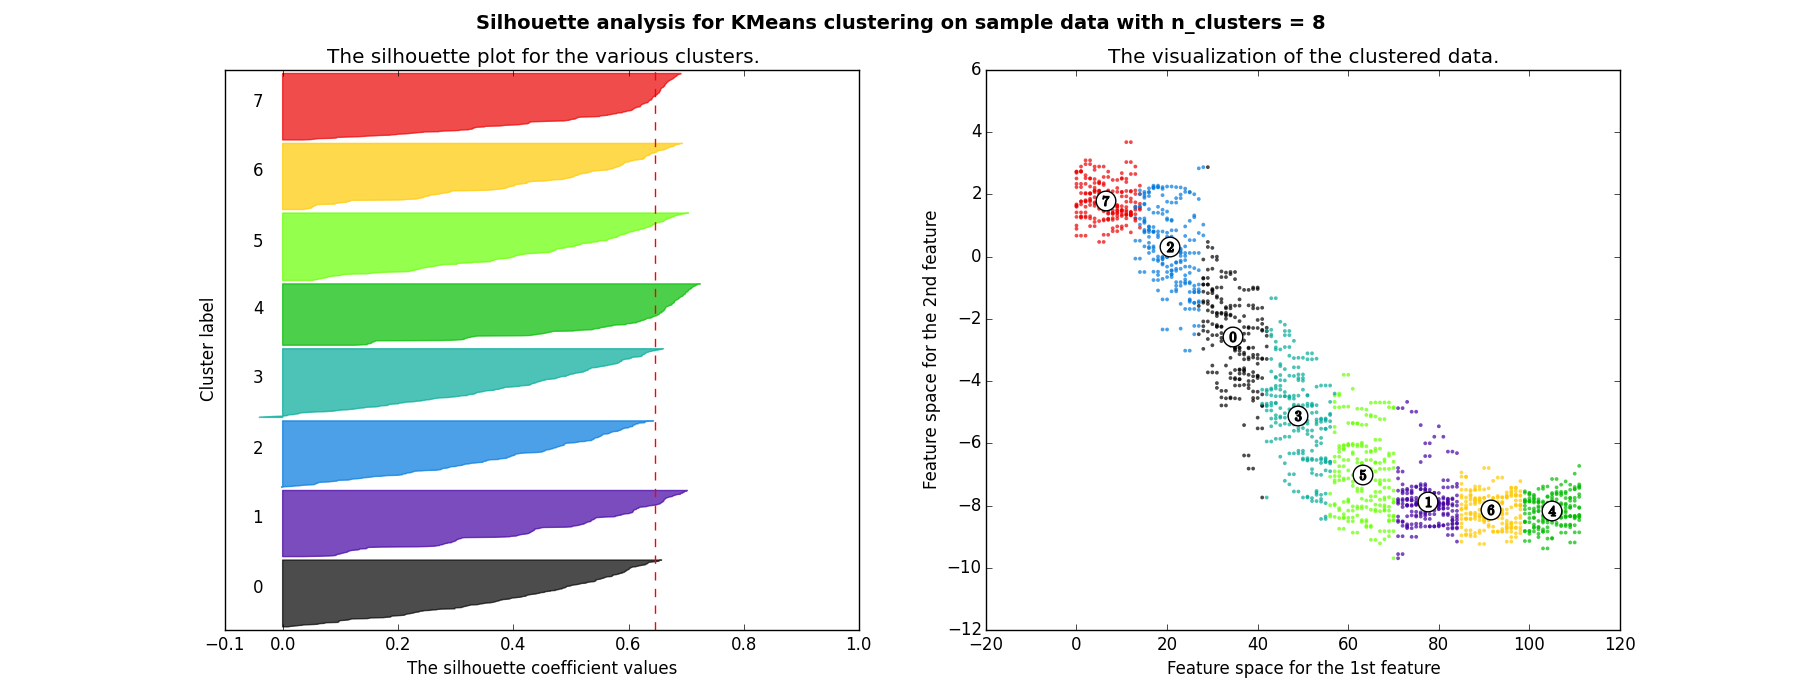 Silhouette analysis for KMeans clustering on sample data with n_clusters = 8
The silhouette plot for the various clusters.
7
6
5
4
3
2
1
0
Cluster label
−0.1 0.0 0.2 0.4 0.6 0.8 1.0
The silhouette coefficient values
The visualization of the clustered data.
6
4
2
0
−2
−4
−6
−8
−10
−12
Feature space for the 2nd feature
7
2
0
3
5
1
6
4
−20 0 20 40 60 80 100 120
Feature space for the 1st feature